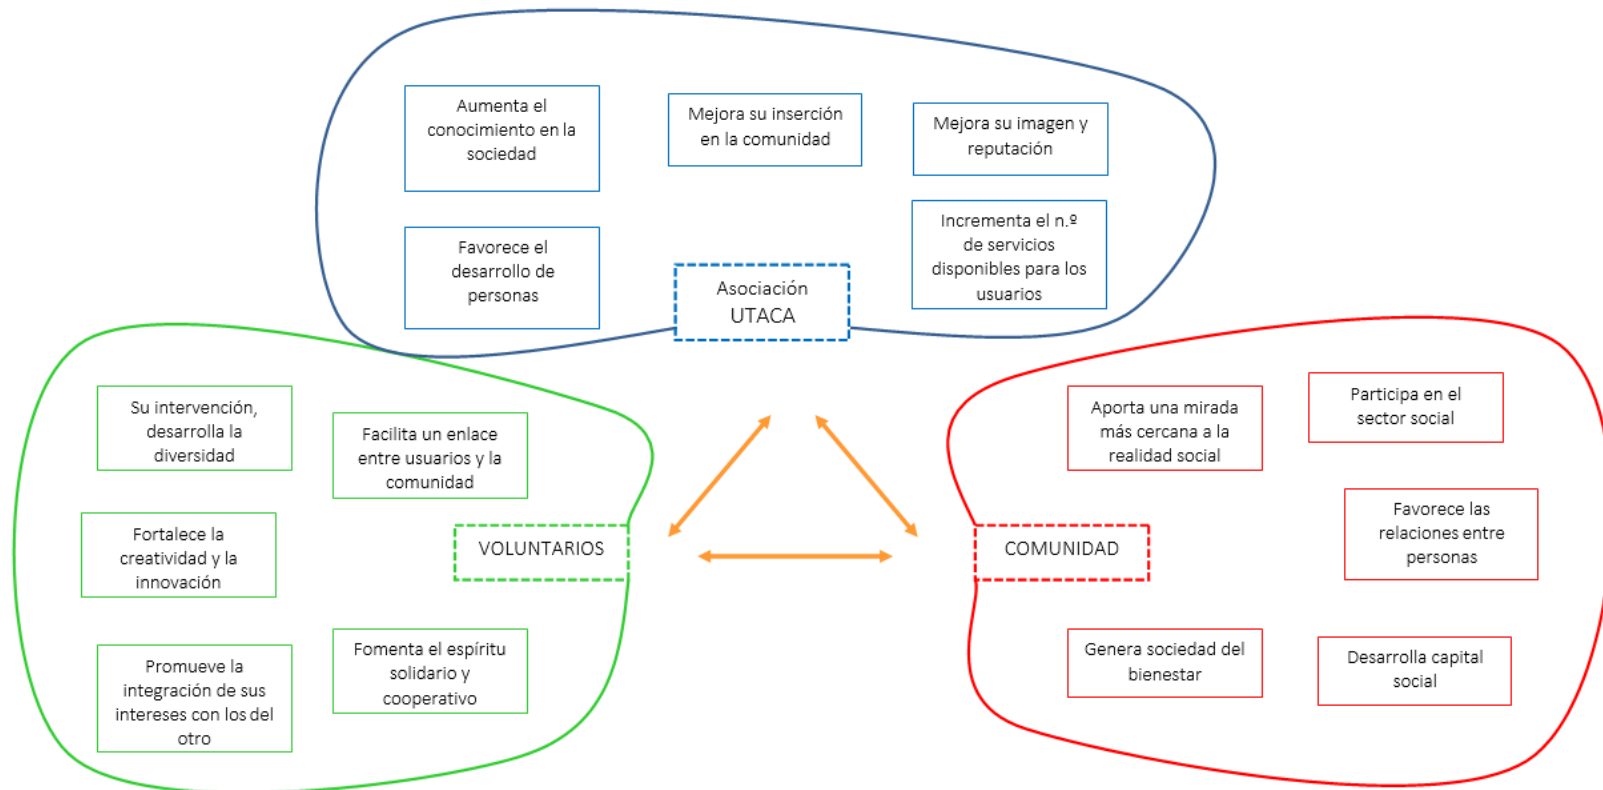 Aumenta el
conocimiento en la
sociedad
Mejora su inserción
en la comunidad
Mejora su imagen y
reputación
Favorece el
desarrollo de
personas
Asociación
UTACA
Incrementa el n.º
de servicios
disponibles para los
usuarios
Su intervención,
desarrolla la
diversidad
Facilita un enlace
entre usuarios y la
comunidad
Fortalece la
creatividad y la
innovación
VOLUNTARIOS
Promueve la
integración de sus
intereses con los del
otro
Fomenta el espíritu
solidario y
cooperativo
Aporta una mirada
más cercana a la
realidad social
Participa en el
sector social
COMUNIDAD
Favorece las
relaciones entre
personas
Genera sociedad del
bienestar
Desarrolla capital
social